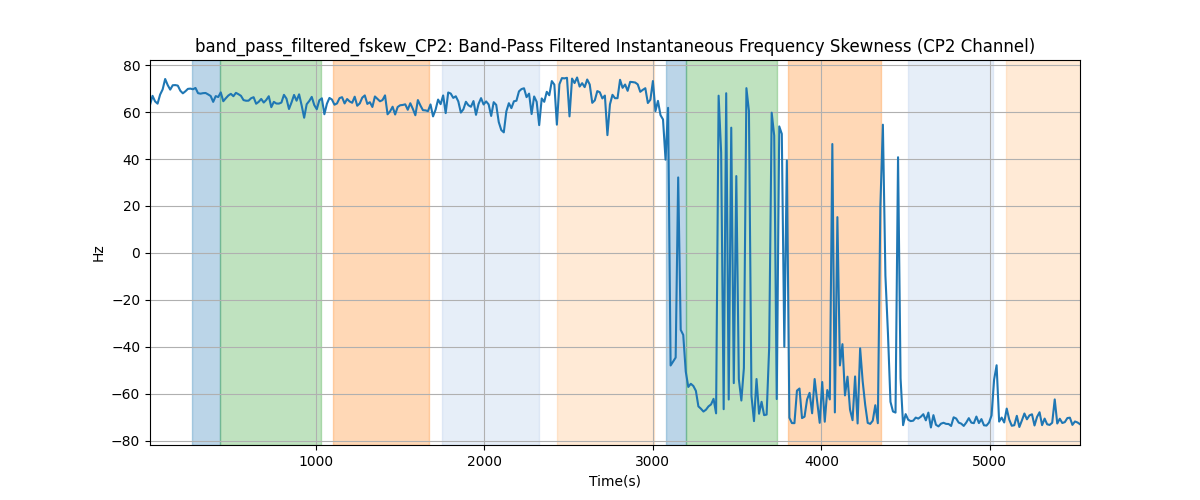 band_pass_filtered_fskew_CP2: Band-Pass Filtered Instantaneous Frequency Skewness (CP2 Channel)
80
60
40
20
0
−20
−40
−60
−80
Hz
1000 2000 3000 4000 5000
Time(s)